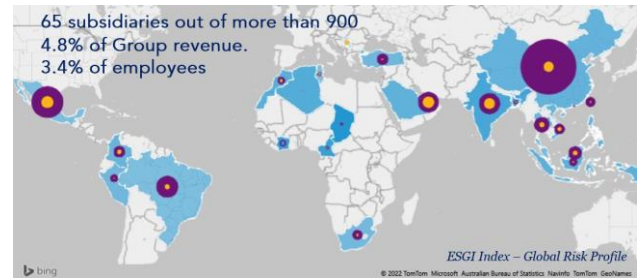 65 subsidiaries out of more than 900
4.8% of Group revenue.
3.4% of employees
ESGI Index – Global Risk Profile
bing
© 2022 TomTom Microsoft Australian Bureau of Statistics Navinfo TomTom GeoNames